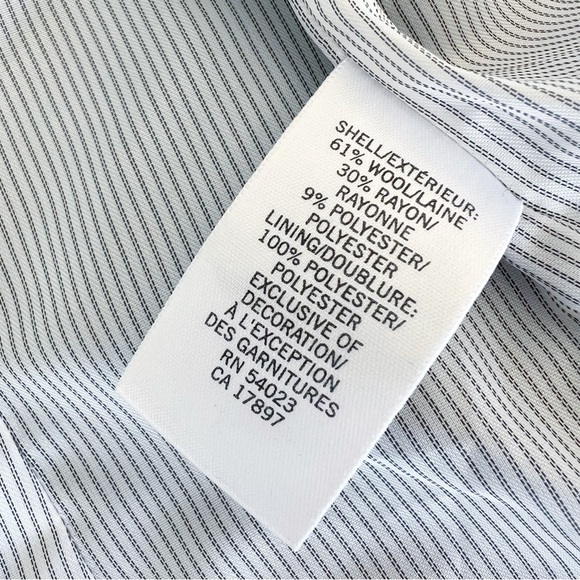 SHELL/EXTÉRIEUR:
61% WOOL/LAINE
30% RAYON/
RAYONNE
9% POLYESTER/
POLYESTER
LINING/DOUBLURE:
100% POLYESTER/
POLYESTER
EXCLUSIVE OF
DECORATION/
À L'EXCEPTION
DES GARNITURES
RN 54023
CA 17897